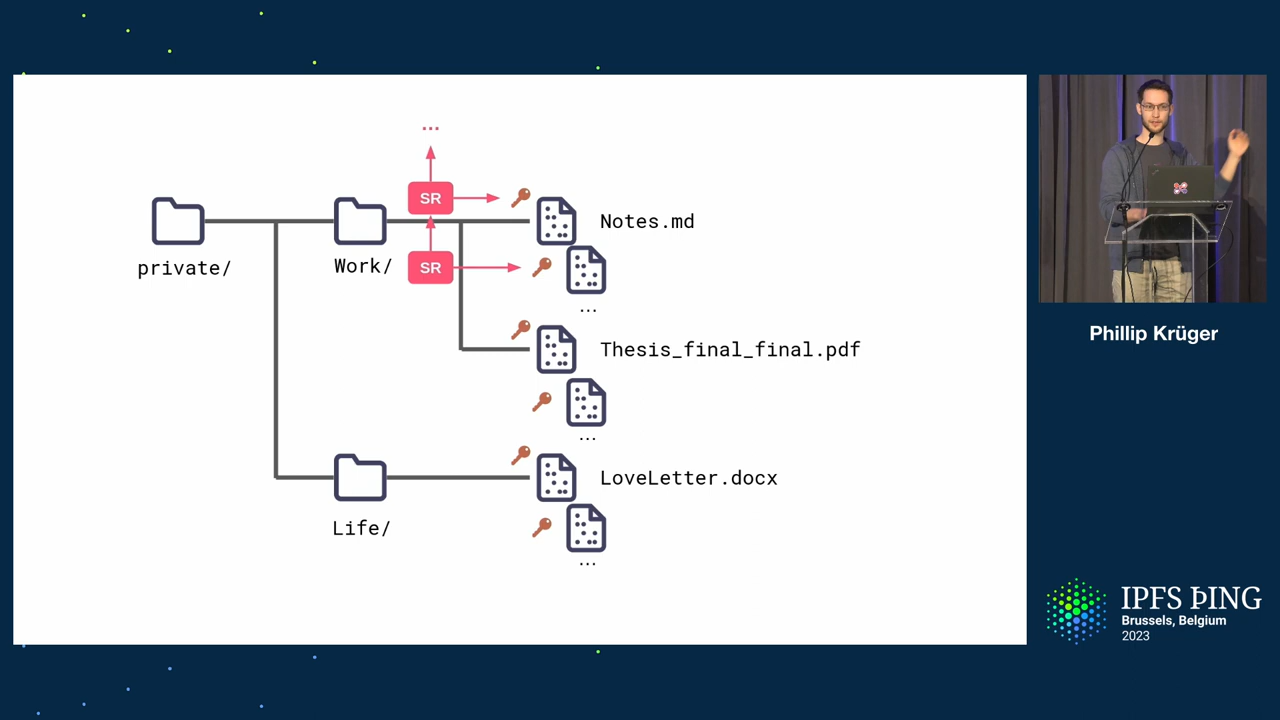 ...
SR
Notes.md
private/
Work/
SR
...
Thesis_final_final.pdf
...
LoveLetter.docx
Life/
...
Phillip Krüger
IPFS ÞING
Brussels, Belgium
2023